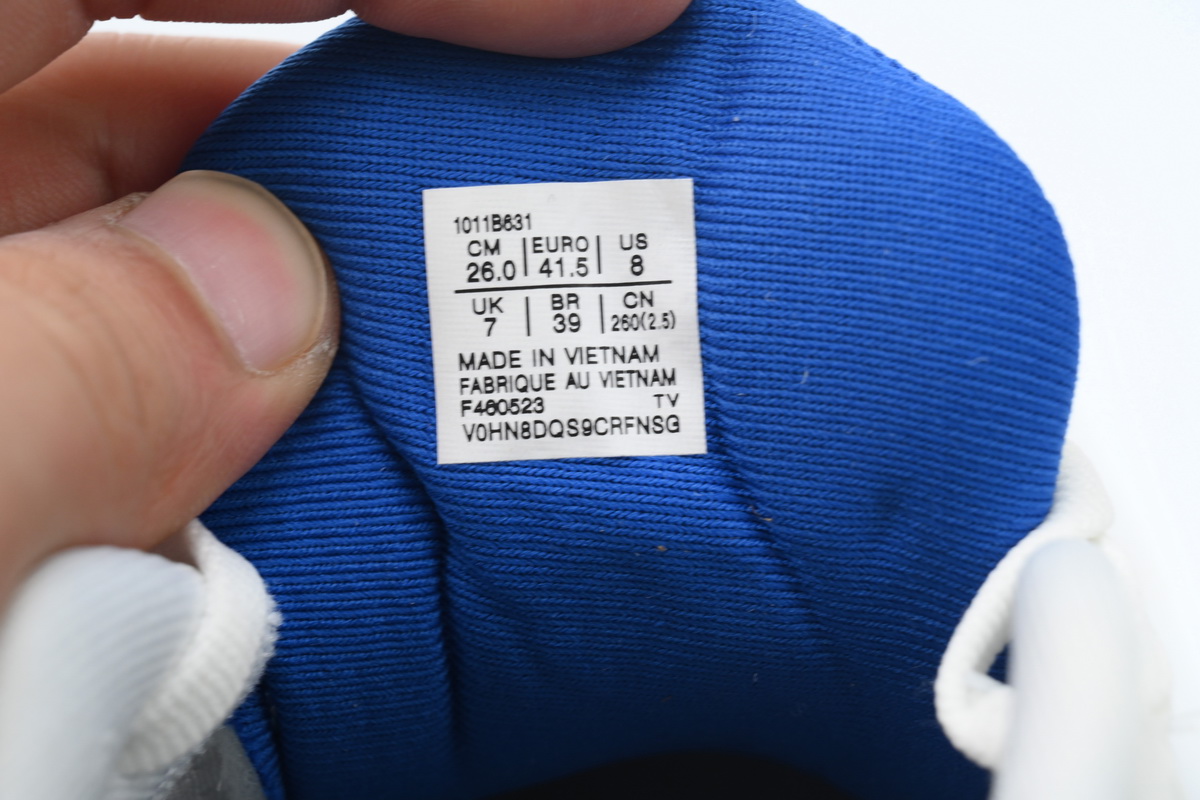 1011B631
CM | EURO | US
26.0 | 41.5 | 8
UK | BR | CN
7 | 39 | 260(2.5)
MADE IN VIETNAM
FABRIQUE AU VIETNAM
F460523 TV
V0HN8DQS9CRFNSG